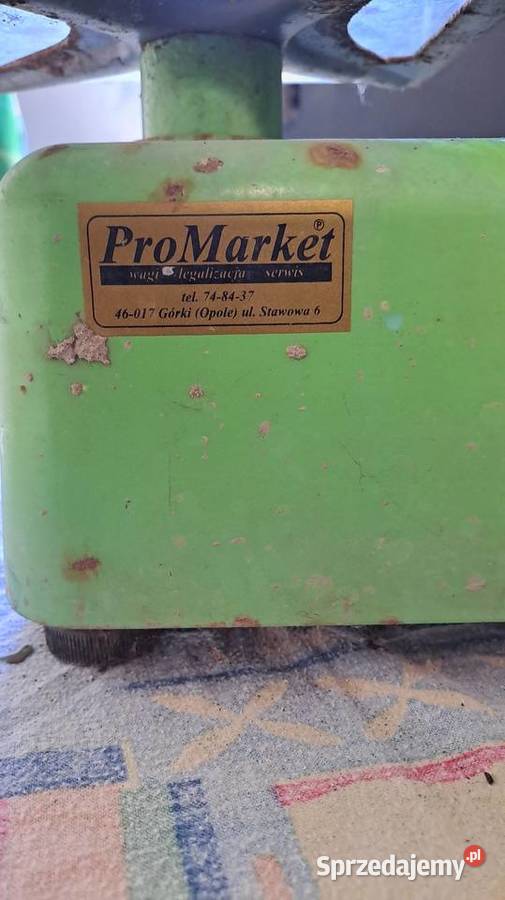 ProMarket ®
wagi legalizacja serwis
tel. 74-84-37
46-017 Górki (Opole) ul. Stawowa 6
Sprzedajemy.pl